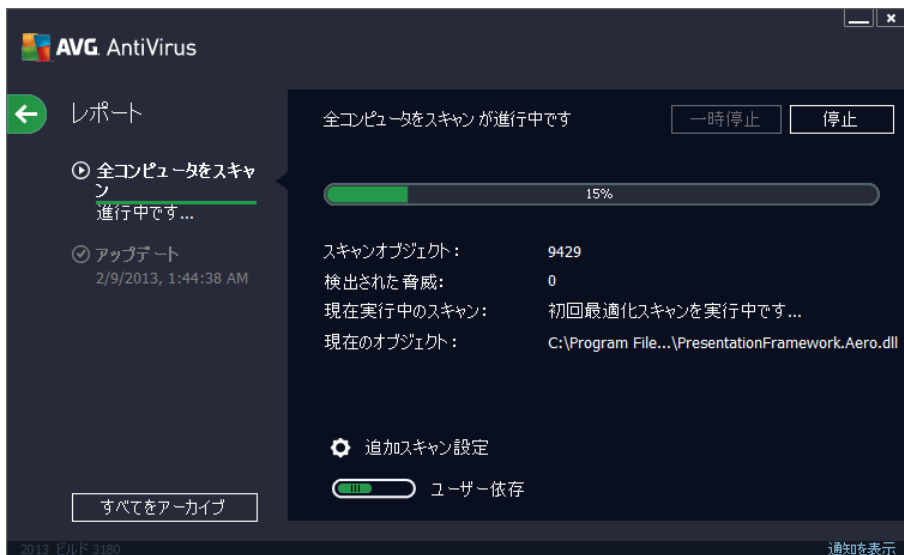 AVG. AntiVirus
レポート
全コンピュータをスキャ
ン
進行中です...
アップデート
2/9/2013, 1:44:38 AM
すべてをアーカイブ
全コンピュータをスキャン が進行中です
一時停止
停止
15%
スキャンオブジェクト: 9429
検出された脅威: 0
現在実行中のスキャン: 初回最適化スキャンを実行中です...
現在のオブジェクト: C:\Program File...\PresentationFramework.Aero.dll
追加スキャン設定
ユーザー依存
2013 ビルド 3180
通知を表示